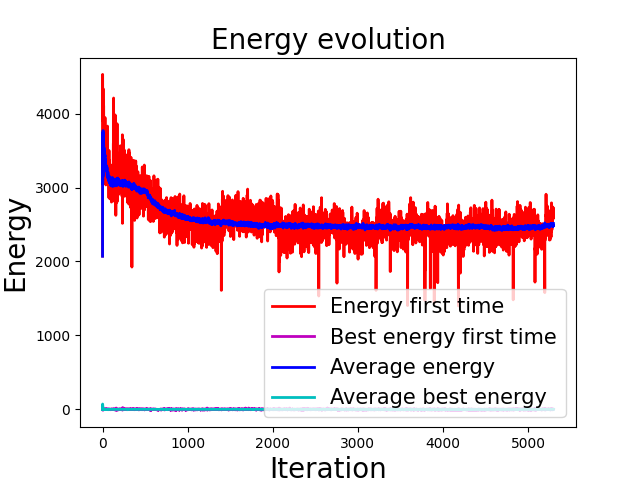 Energy evolution
Energy
4000
3000
2000
1000
0
Energy first time
Best energy first time
Average energy
Average best energy
0 1000 2000 3000 4000 5000
Iteration